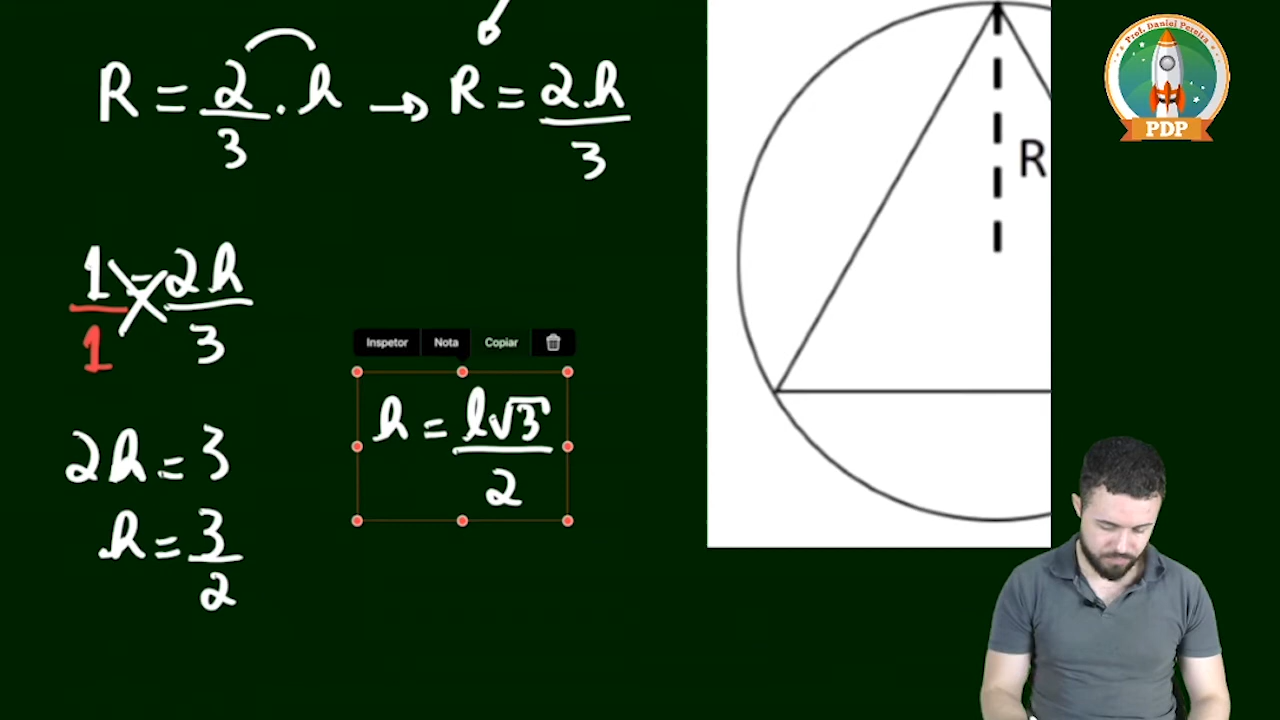 R = 2/3 . h → R = 2h/3
R
Prof. Daniel Pereira
PDP
1/1 = 2h/3
Inspetor Nota Copiar
h = l√3/2
2h = 3
h = 3/2